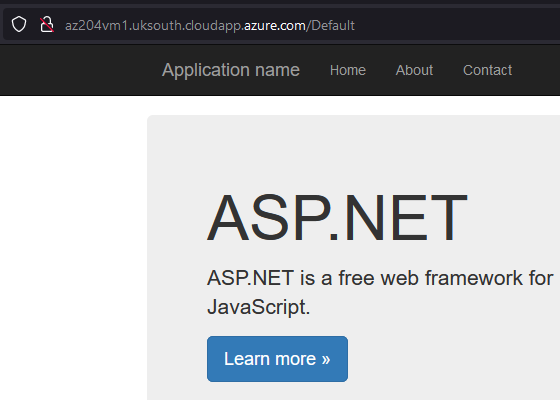 az204vm1.uksouth.cloudapp.azure.com/Default
Application name Home About Contact
ASP.NET
ASP.NET is a free web framework for
JavaScript.
Learn more »